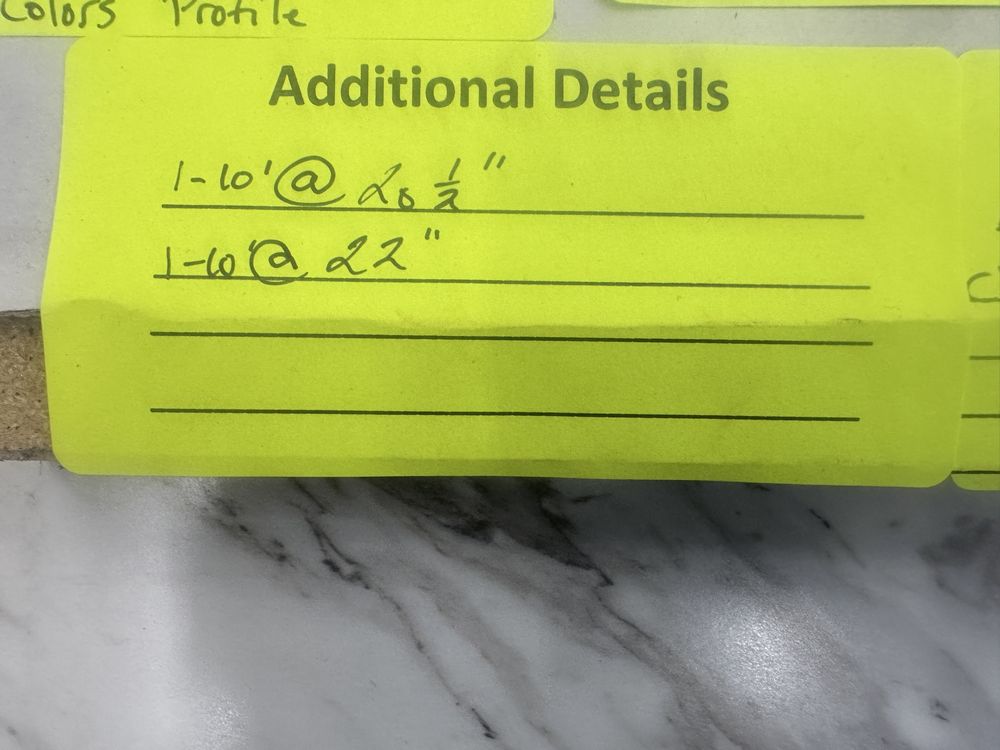 Colors Profile
Additional Details
1-10' @ 20 1/2"
1-10' @ 22"